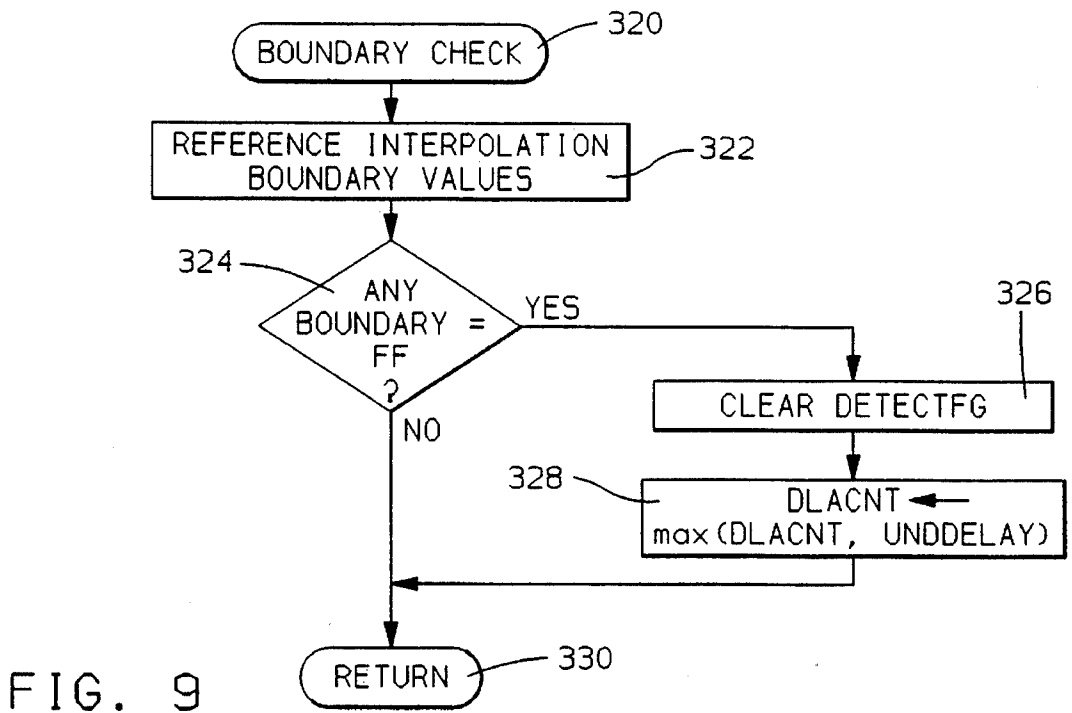 BOUNDARY CHECK
320
REFERENCE INTERPOLATION
BOUNDARY VALUES
322
324
ANY
BOUNDARY =
FF
?
YES
NO
326
CLEAR DETECTFG
328
DLACNT ←
max(DLACNT, UNDDELAY)
RETURN
330
FIG. 9